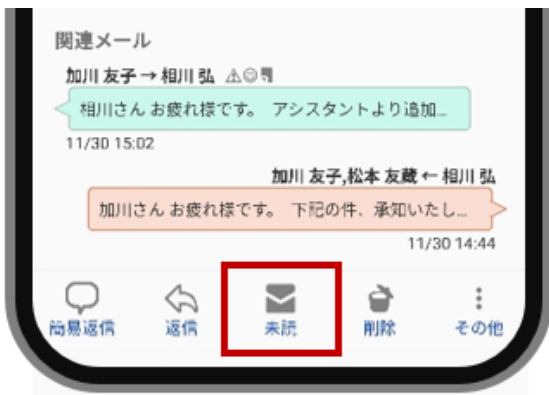 関連メール
加川 友子 → 相川 弘
相川さん お疲れ様です。 アシスタントより追加...
11/30 15:02
加川 友子,松本 友蔵 ← 相川 弘
加川さん お疲れ様です。 下記の件、承知いたし...
11/30 14:44
簡易返信 返信 未読 削除 その他